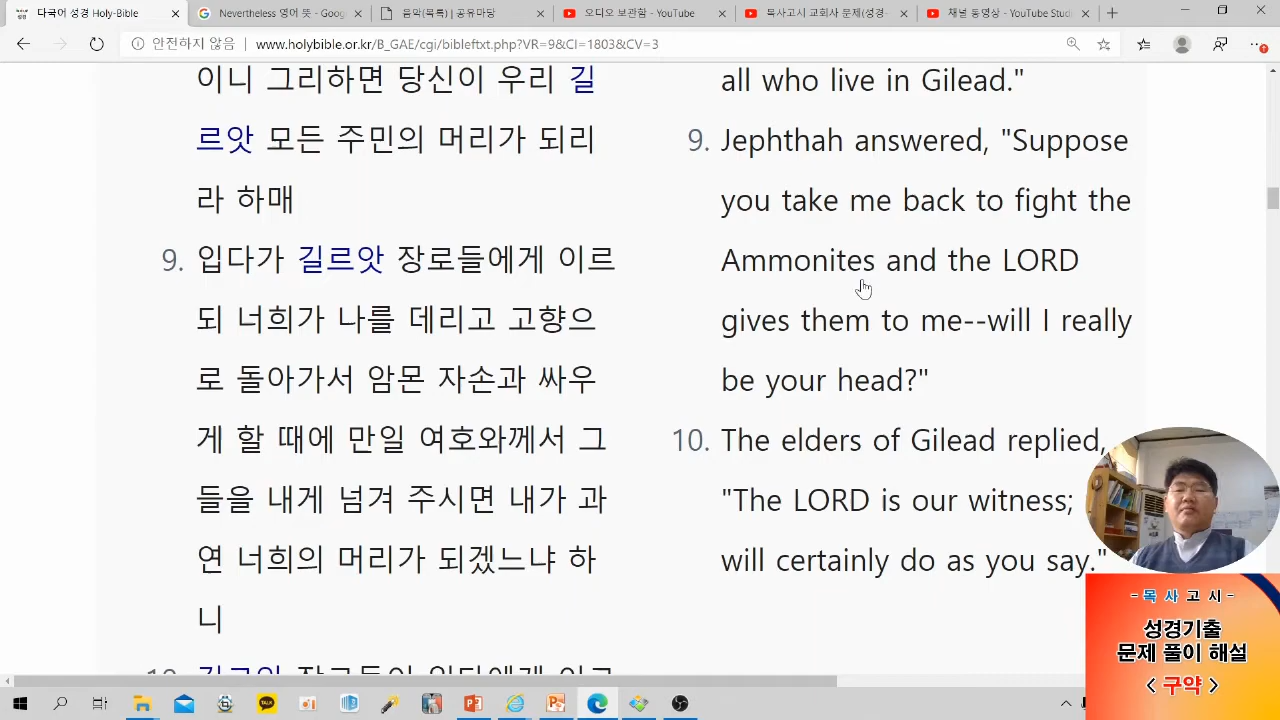 다국어 성경 Holy-Bible
Nevertheless 영어 뜻 - Goog
음악(목록) | 공유마당
오디오 보관함 - YouTube
목사고시 교회사 문제(성경-
채널 동영상 - YouTube Stud
안전하지 않음
www.holybible.or.kr/B_GAE/cgi/bibleftxt.php?VR=9&CI=1803&CV=3
이니 그리하면 당신이 우리 길
르앗 모든 주민의 머리가 되리
라 하매
9. 입다가 길르앗 장로들에게 이르
되 너희가 나를 데리고 고향으
로 돌아가서 암몬 자손과 싸우
게 할 때에 만일 여호와께서 그
들을 내게 넘겨 주시면 내가 과
연 너희의 머리가 되겠느냐 하
니
all who live in Gilead."
9. Jephthah answered, "Suppose
you take me back to fight the
Ammonites and the LORD
gives them to me--will I really
be your head?"
10. The elders of Gilead replied,
"The LORD is our witness;
will certainly do as you say."
- 목사고시 -
성경기출
문제 풀이 해설
< 구약 >